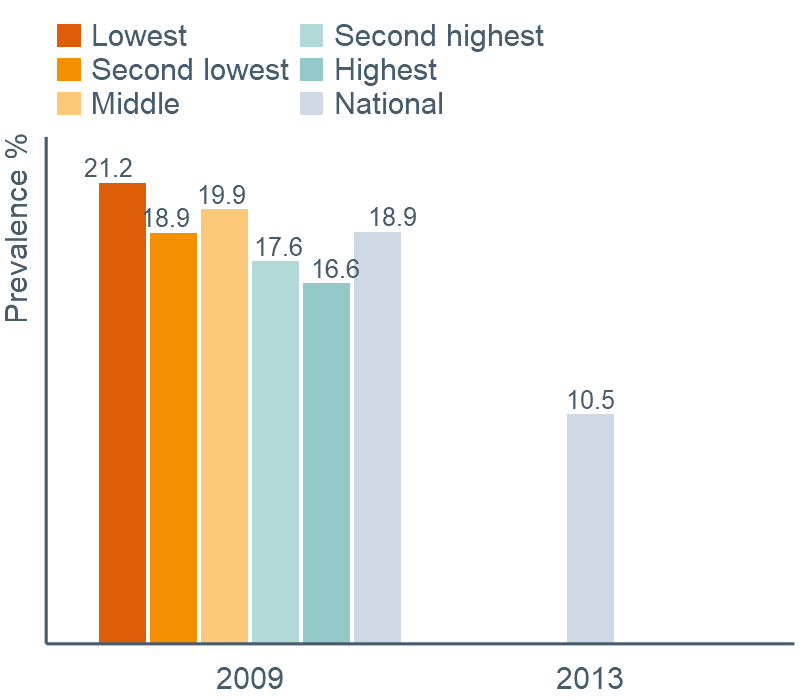 Lowest
Second lowest
Middle
Second highest
Highest
National
Prevalence %
21.2
18.9
19.9
17.6
16.6
18.9
10.5
2009
2013